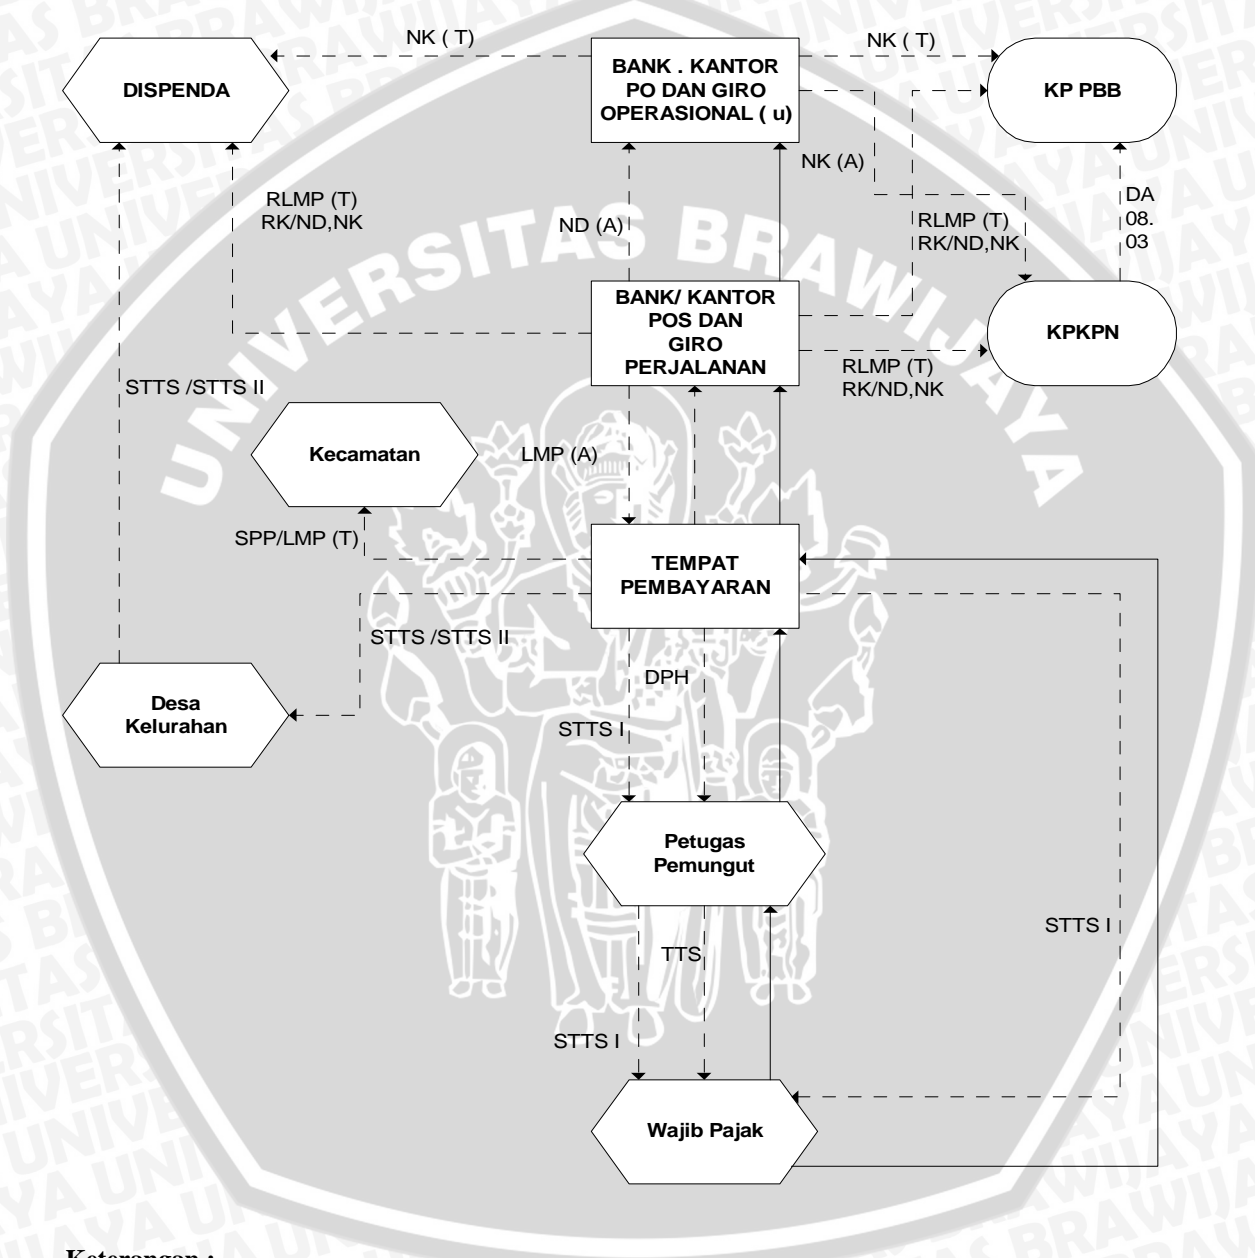 NK ( T)
NK ( T)
DISPENDA
BANK . KANTOR
PO DAN GIRO
OPERASIONAL ( u)
KP PBB
NK (A)
RLMP (T)
RK/ND,NK
ND (A)
RLMP (T)
RK/ND,NK
DA
08.
03
UNIVERSITAS BRAWIJAYA
BANK/ KANTOR
POS DAN
GIRO
PERJALANAN
KPKPN
RLMP (T)
RK/ND,NK
STTS /STTS II
Kecamatan
LMP (A)
SPP/LMP (T)
TEMPAT
PEMBAYARAN
STTS /STTS II
DPH
Desa
Kelurahan
STTS I
Petugas
Pemungut
STTS I
TTS
STTS I
Wajib Pajak
Keterangan :